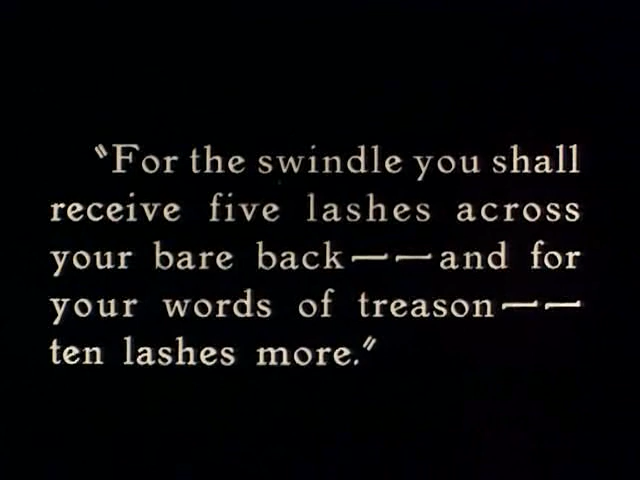 "For the swindle you shall
receive five lashes across
your bare back——and for
your words of treason——
ten lashes more."